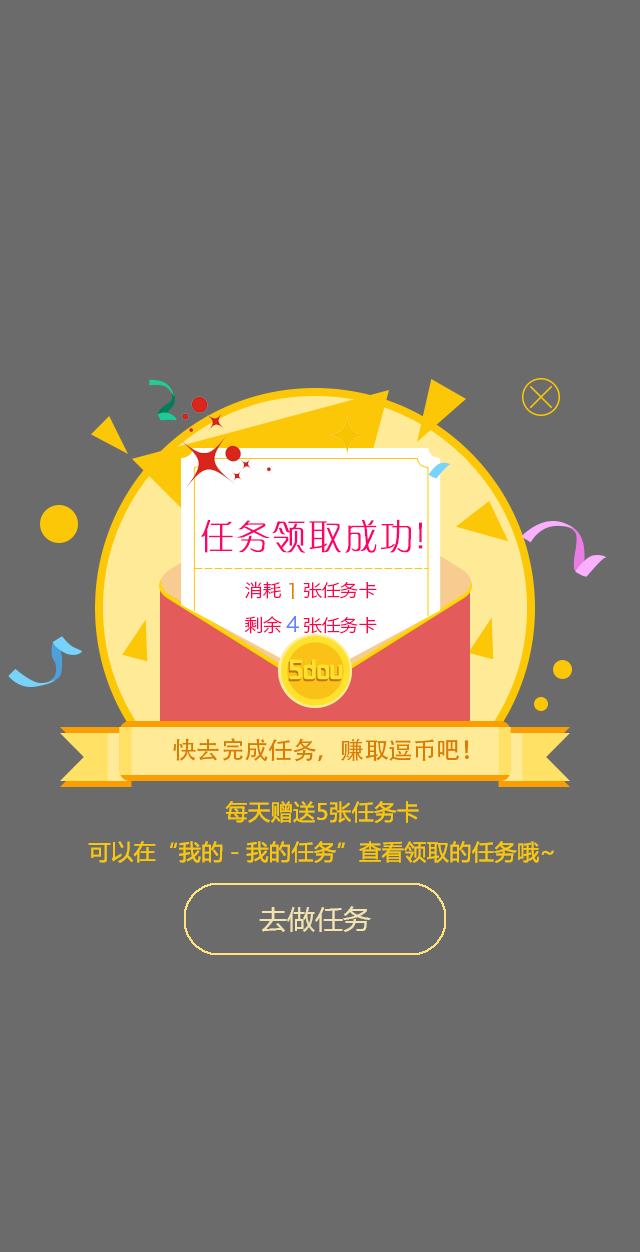 任务领取成功!
消耗 1 张任务卡
剩余 4 张任务卡
5dou
快去完成任务，赚取逗币吧！
每天赠送5张任务卡
可以在“我的 - 我的任务”查看领取的任务哦~
去做任务